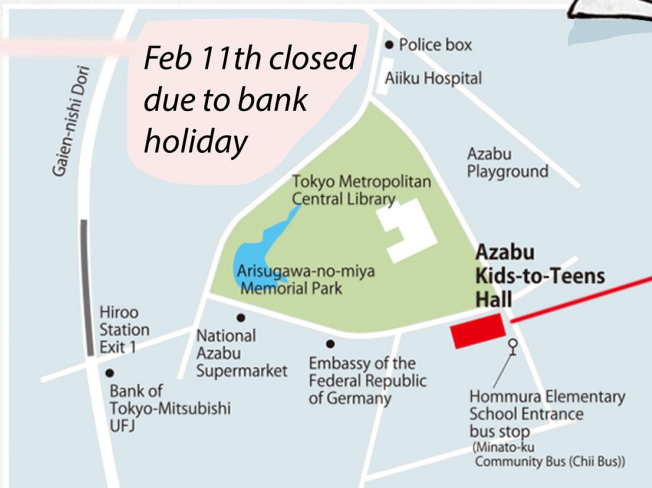 Feb 11th closed
due to bank
holiday
Gaien-nishi Dori
Police box
Aiiku Hospital
Azabu
Playground
Tokyo Metropolitan
Central Library
Arisugawa-no-miya
Memorial Park
Azabu
Kids-to-Teens
Hall
Hiroo
Station
Exit 1
National
Azabu
Supermarket
Embassy of the
Federal Republic
of Germany
Bank of
Tokyo-Mitsubishi
UFJ
Hommura Elementary
School Entrance
bus stop
(Minato-ku
Community Bus (Chii Bus))